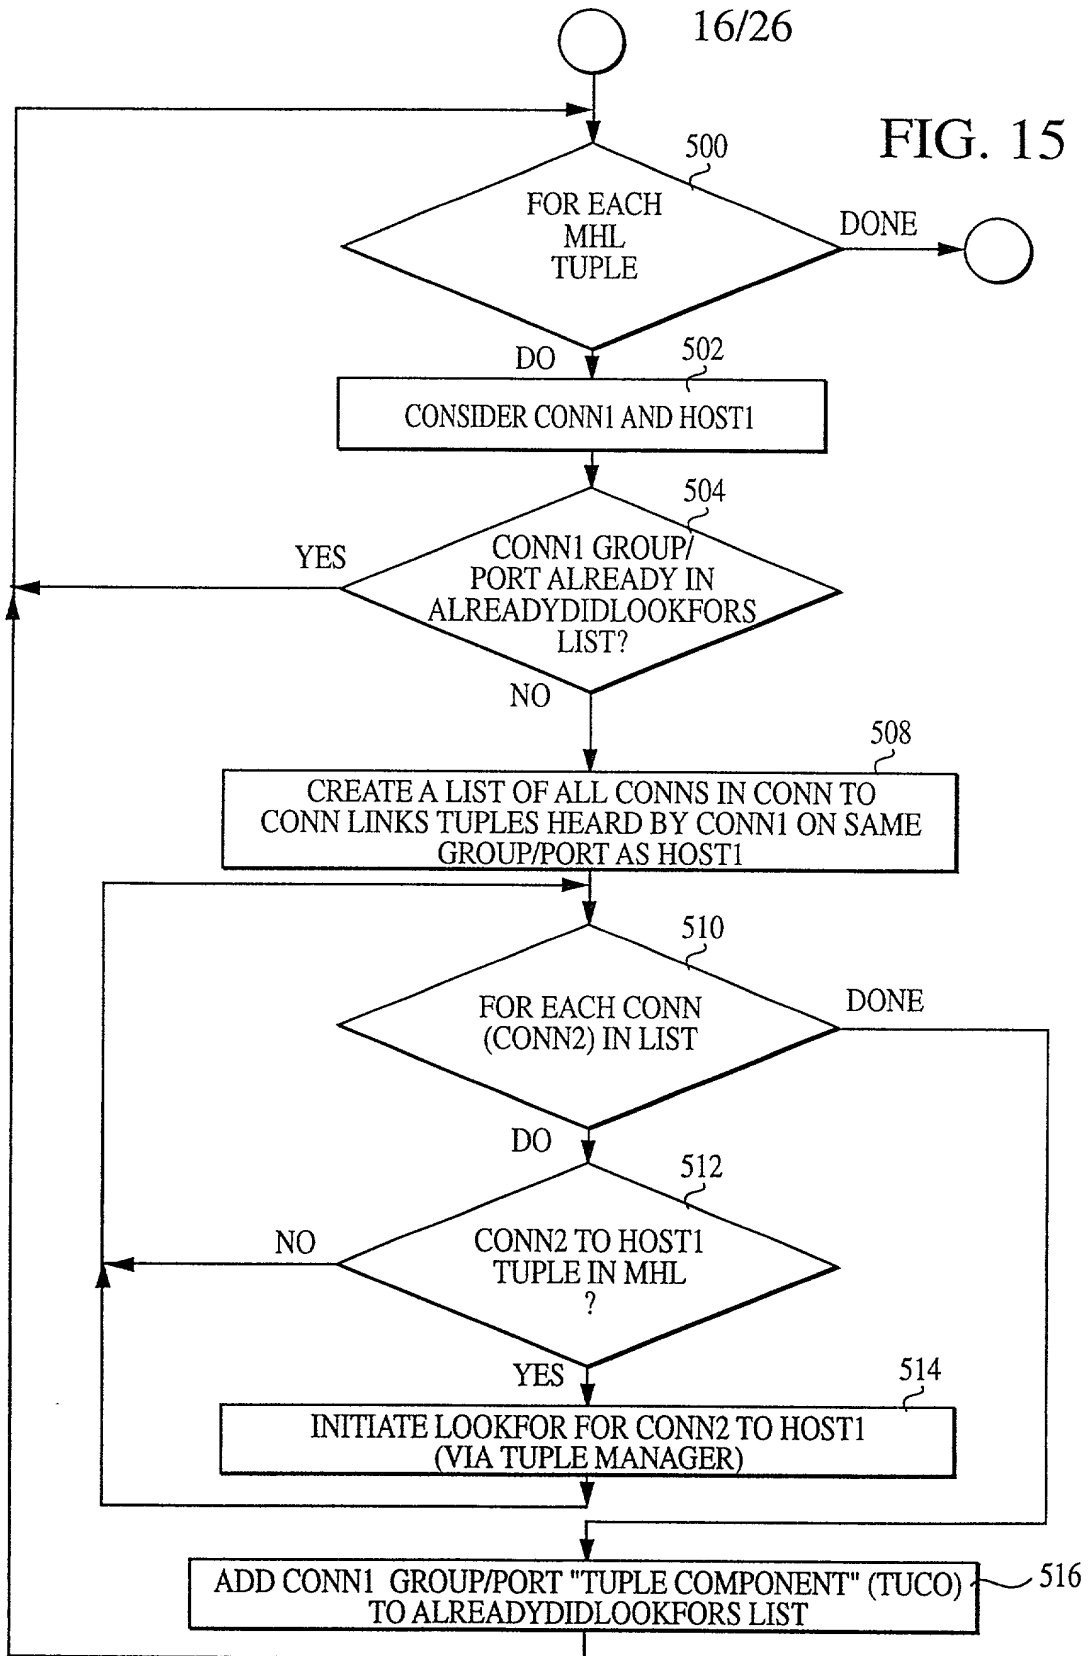 16/26
FIG. 15
500
FOR EACH
MHL
TUPLE
DONE
DO
502
CONSIDER CONN1 AND HOST1
504
YES
CONN1 GROUP/
PORT ALREADY IN
ALREADYDIDLOOKFORS
LIST?
NO
508
CREATE A LIST OF ALL CONNS IN CONN TO
CONN LINKS TUPLES HEARD BY CONN1 ON SAME
GROUP/PORT AS HOST1
510
FOR EACH CONN
(CONN2) IN LIST
DONE
DO
512
NO
CONN2 TO HOST1
TUPLE IN MHL
?
YES
514
INITIATE LOOKFOR FOR CONN2 TO HOST1
(VIA TUPLE MANAGER)
ADD CONN1 GROUP/PORT "TUPLE COMPONENT" (TUCO)
TO ALREADYDIDLOOKFORS LIST
516